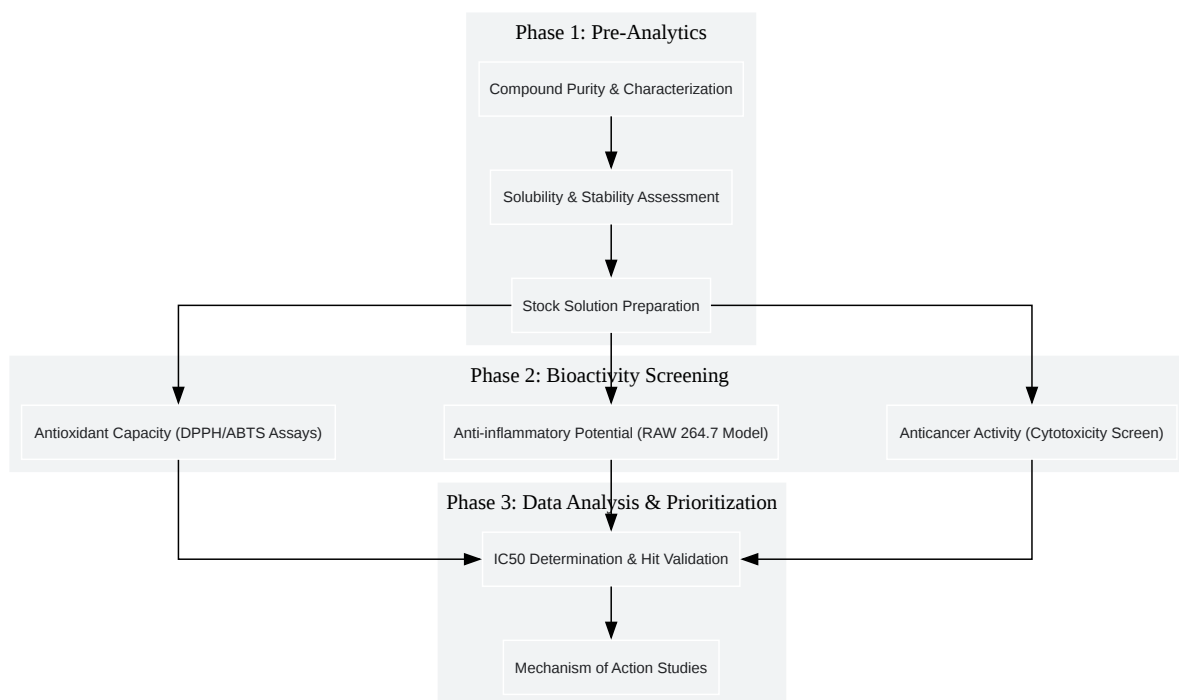 Phase 1: Pre-Analytics
Compound Purity & Characterization
Solubility & Stability Assessment
Stock Solution Preparation
Phase 2: Bioactivity Screening
Antioxidant Capacity (DPPH/ABTS Assays)
Anti-inflammatory Potential (RAW 264.7 Model)
Anticancer Activity (Cytotoxicity Screen)
Phase 3: Data Analysis & Prioritization
IC50 Determination & Hit Validation
Mechanism of Action Studies